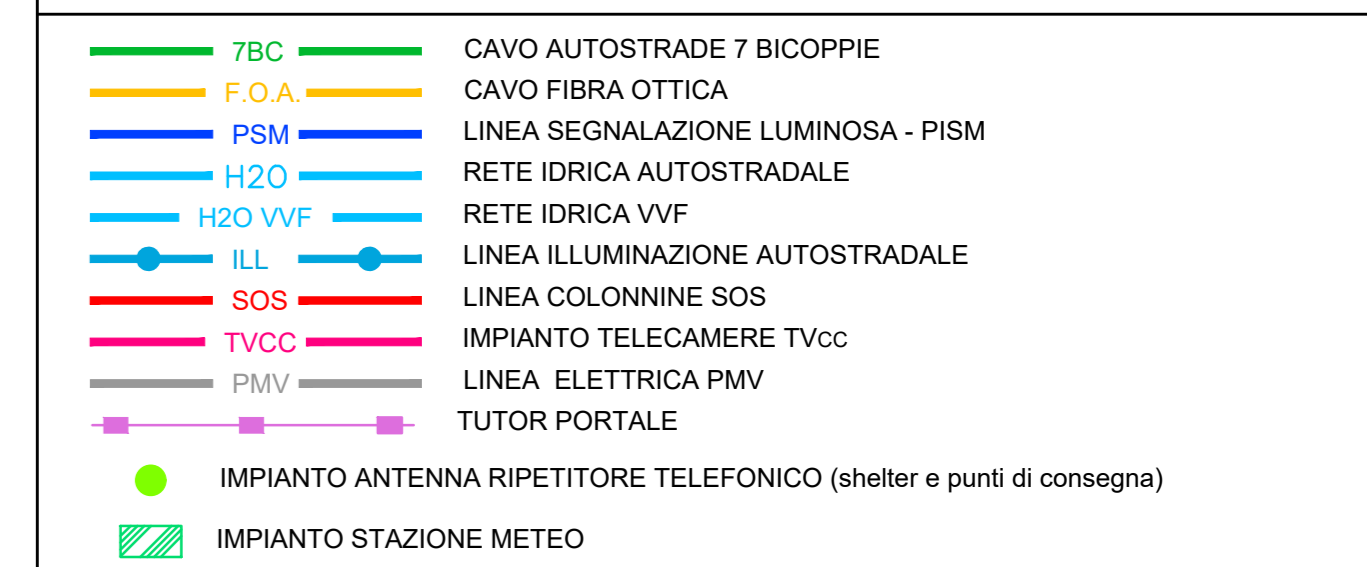 7BC CAVO AUTOSTRADE 7 BICOPPIE
F.O.A. CAVO FIBRA OTTICA
PSM LINEA SEGNALAZIONE LUMINOSA - PISM
H2O RETE IDRICA AUTOSTRADALE
H2O VVF RETE IDRICA VVF
ILL LINEA ILLUMINAZIONE AUTOSTRADALE
SOS LINEA COLONNINE SOS
TVCC IMPIANTO TELECAMERE TVCC
PMV LINEA ELETTRICA PMV
TUTOR PORTALE
IMPIANTO ANTENNA RIPETITORE TELEFONICO (shelter e punti di consegna)
IMPIANTO STAZIONE METEO